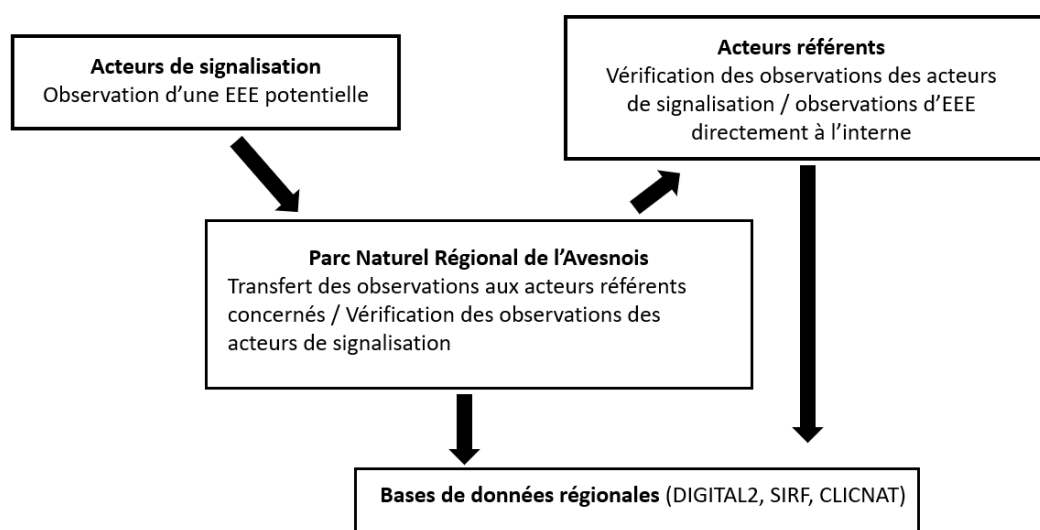 Acteurs de signalisation
Observation d’une EEE potentielle
Acteurs référents
Vérification des observations des acteurs
de signalisation / observations d’EEE
directement à l’interne
Parc Naturel Régional de l’Avesnois
Transfert des observations aux acteurs référents
concernés / Vérification des observations des
acteurs de signalisation
Bases de données régionales (DIGITAL2, SIRF, CLICNAT)